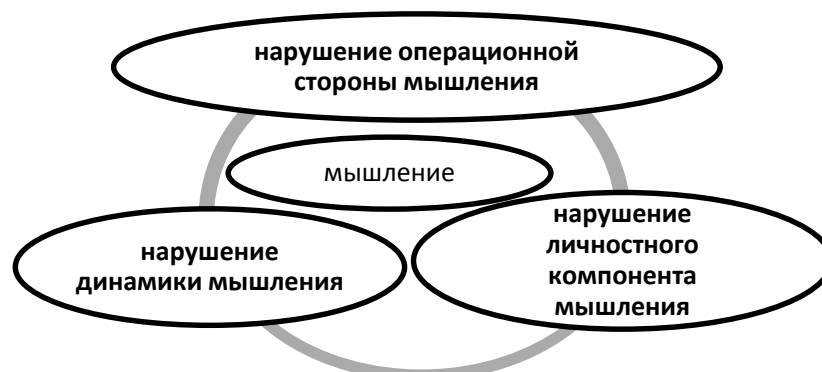 нарушение операционной
стороны мышления
мышление
нарушение
динамики мышления
нарушение
личностного
компонента
мышления